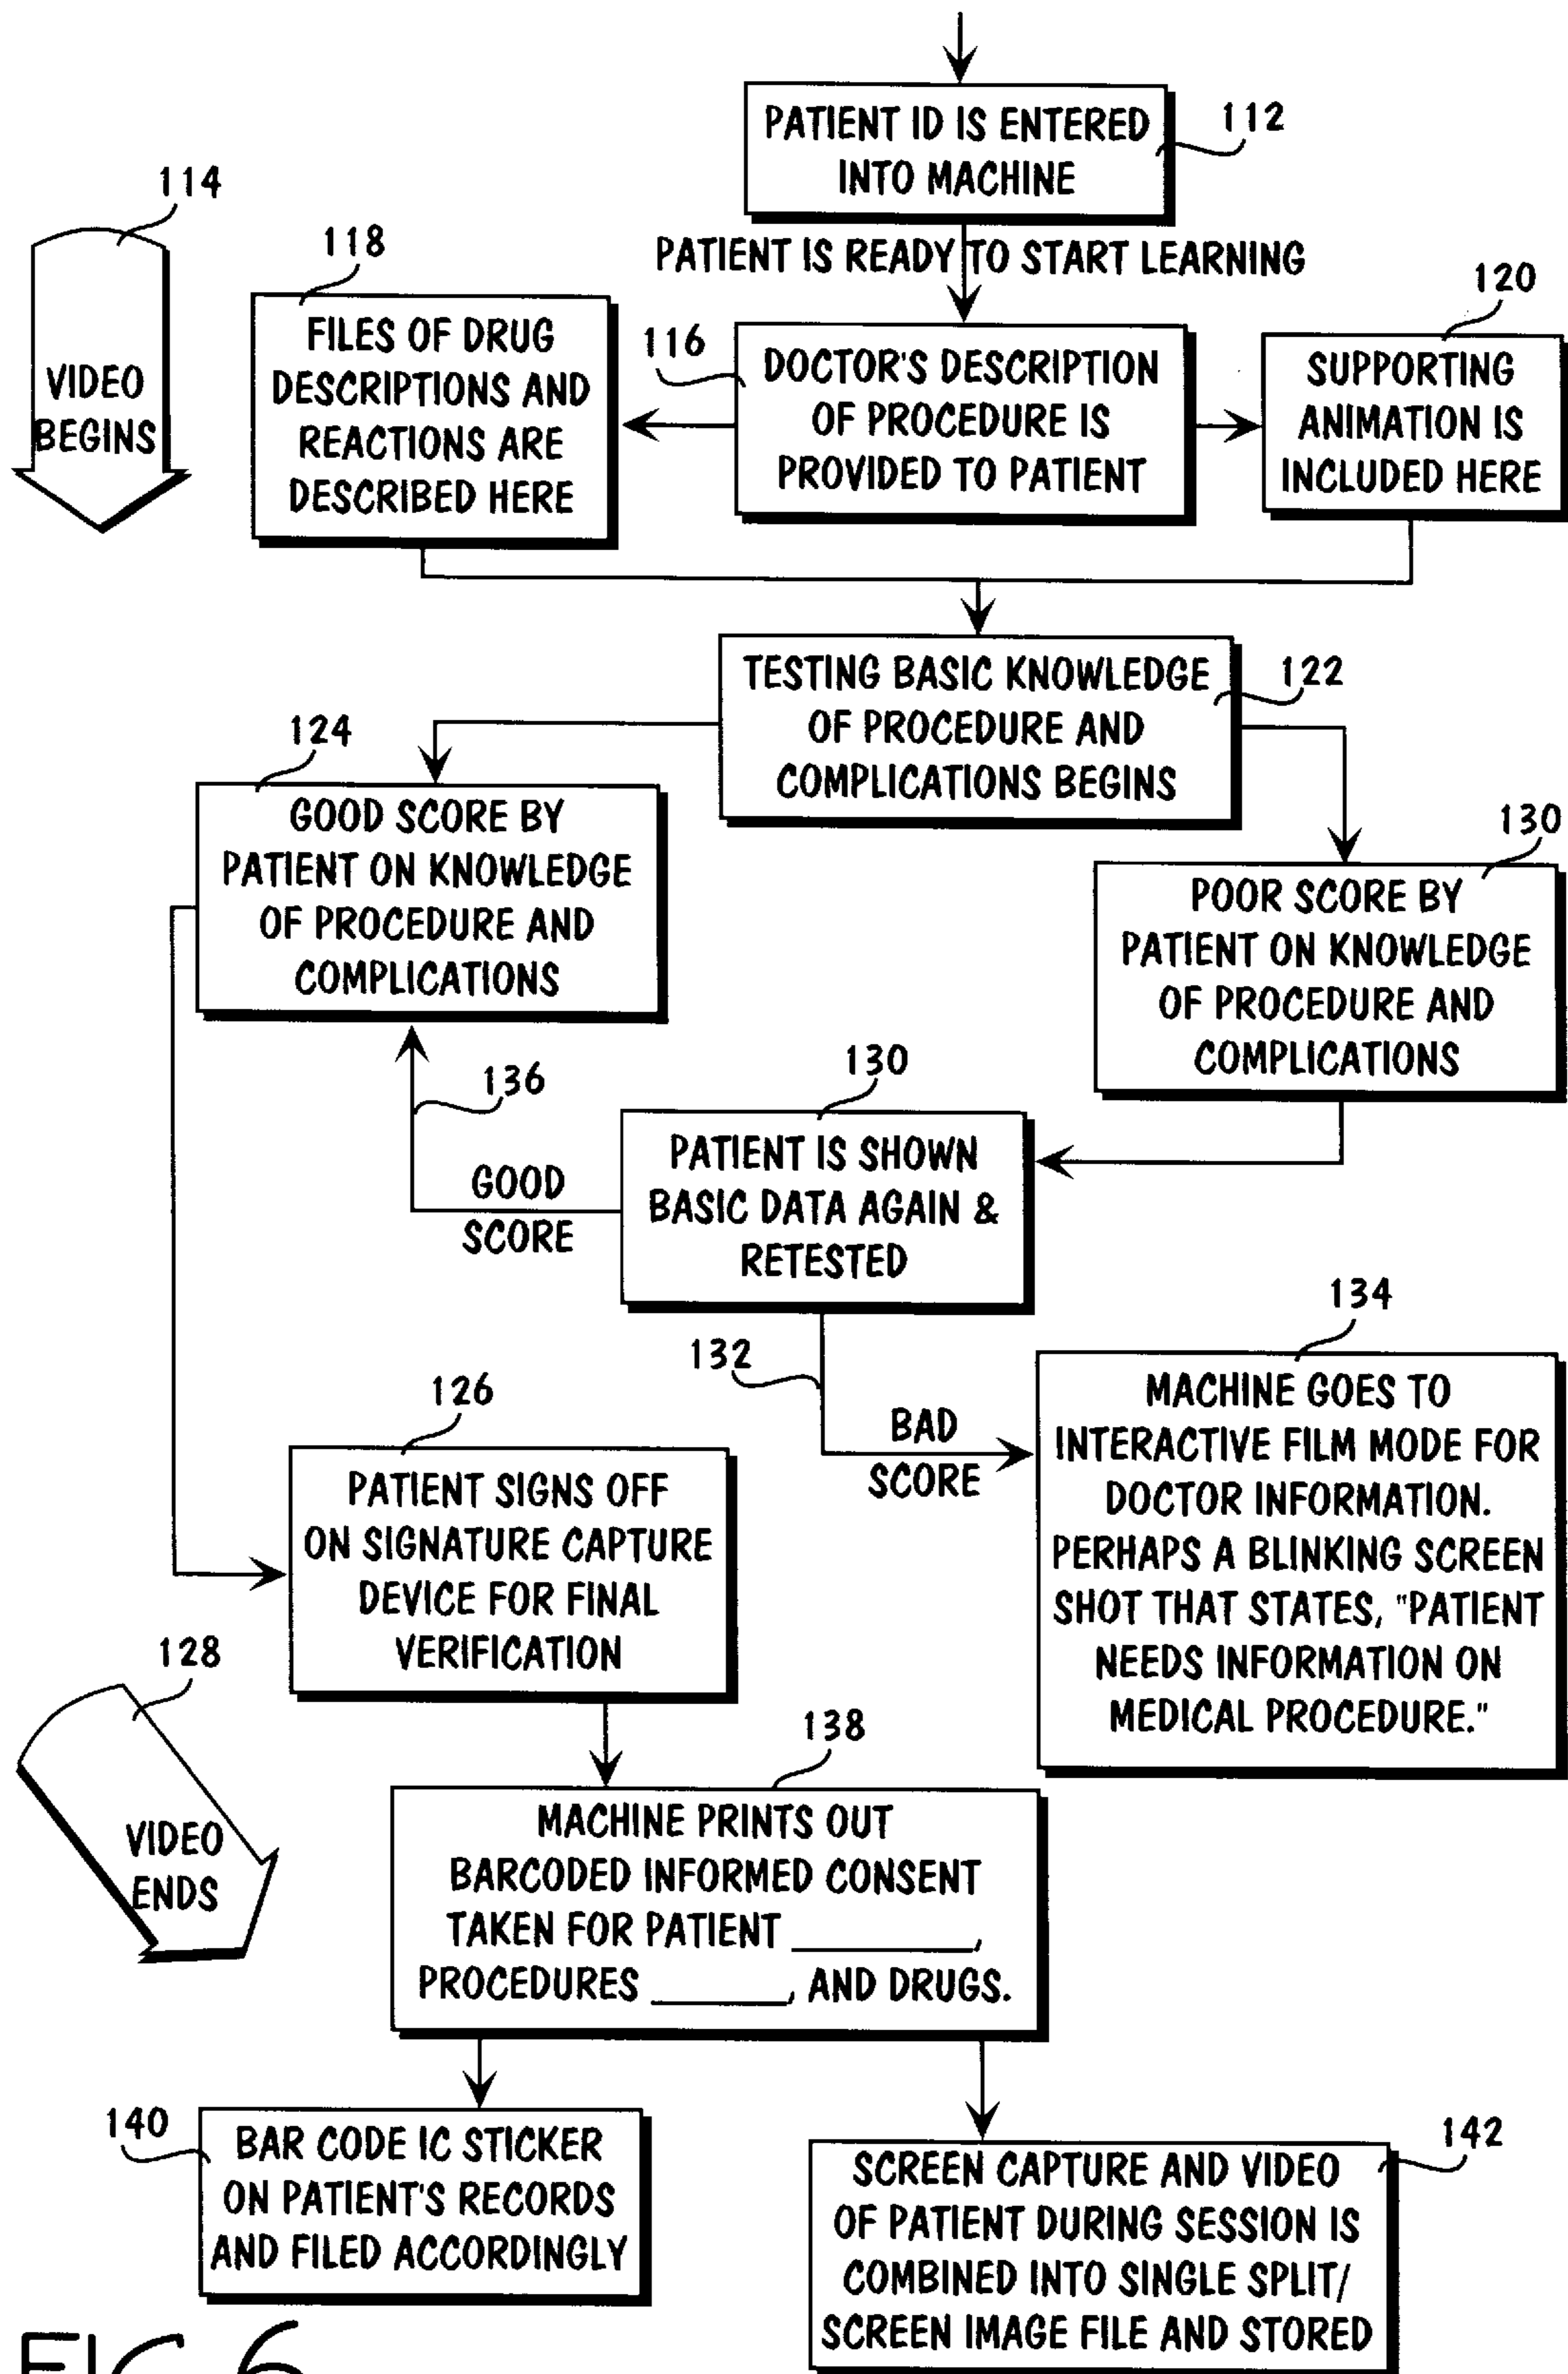 PATIENT ID IS ENTERED
INTO MACHINE
112
114
VIDEO
BEGINS
PATIENT IS READY TO START LEARNING
118
FILES OF DRUG
DESCRIPTIONS AND
REACTIONS ARE
DESCRIBED HERE
116
DOCTOR'S DESCRIPTION
OF PROCEDURE IS
PROVIDED TO PATIENT
120
SUPPORTING
ANIMATION IS
INCLUDED HERE
TESTING BASIC KNOWLEDGE
OF PROCEDURE AND
COMPLICATIONS BEGINS
122
124
GOOD SCORE BY
PATIENT ON KNOWLEDGE
OF PROCEDURE AND
COMPLICATIONS
130
POOR SCORE BY
PATIENT ON KNOWLEDGE
OF PROCEDURE AND
COMPLICATIONS
136
GOOD
SCORE
130
PATIENT IS SHOWN
BASIC DATA AGAIN &
RETESTED
132
BAD
SCORE
134
MACHINE GOES TO
INTERACTIVE FILM MODE FOR
DOCTOR INFORMATION.
PERHAPS A BLINKING SCREEN
SHOT THAT STATES, "PATIENT
NEEDS INFORMATION ON
MEDICAL PROCEDURE."
126
PATIENT SIGNS OFF
ON SIGNATURE CAPTURE
DEVICE FOR FINAL
VERIFICATION
128
VIDEO
ENDS
138
MACHINE PRINTS OUT
BARCODED INFORMED CONSENT
TAKEN FOR PATIENT ________,
PROCEDURES ______, AND DRUGS.
140
BAR CODE IC STICKER
ON PATIENT'S RECORDS
AND FILED ACCORDINGLY
142
SCREEN CAPTURE AND VIDEO
OF PATIENT DURING SESSION IS
COMBINED INTO SINGLE SPLIT/
SCREEN IMAGE FILE AND STORED
FIG. 6